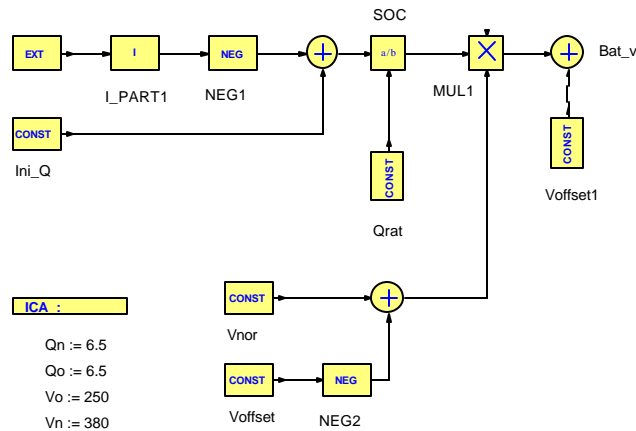 SOC
EXT
I
NEG
+
a/b
×
+
Bat_v
I_PART1
NEG1
MUL1
CONST
Ini_Q
CONST
Qrat
CONST
Voffset1
ICA :
CONST
+
Vnor
Qn := 6.5
Qo := 6.5
Vo := 250
Vn := 380
CONST
NEG
Voffset
NEG2